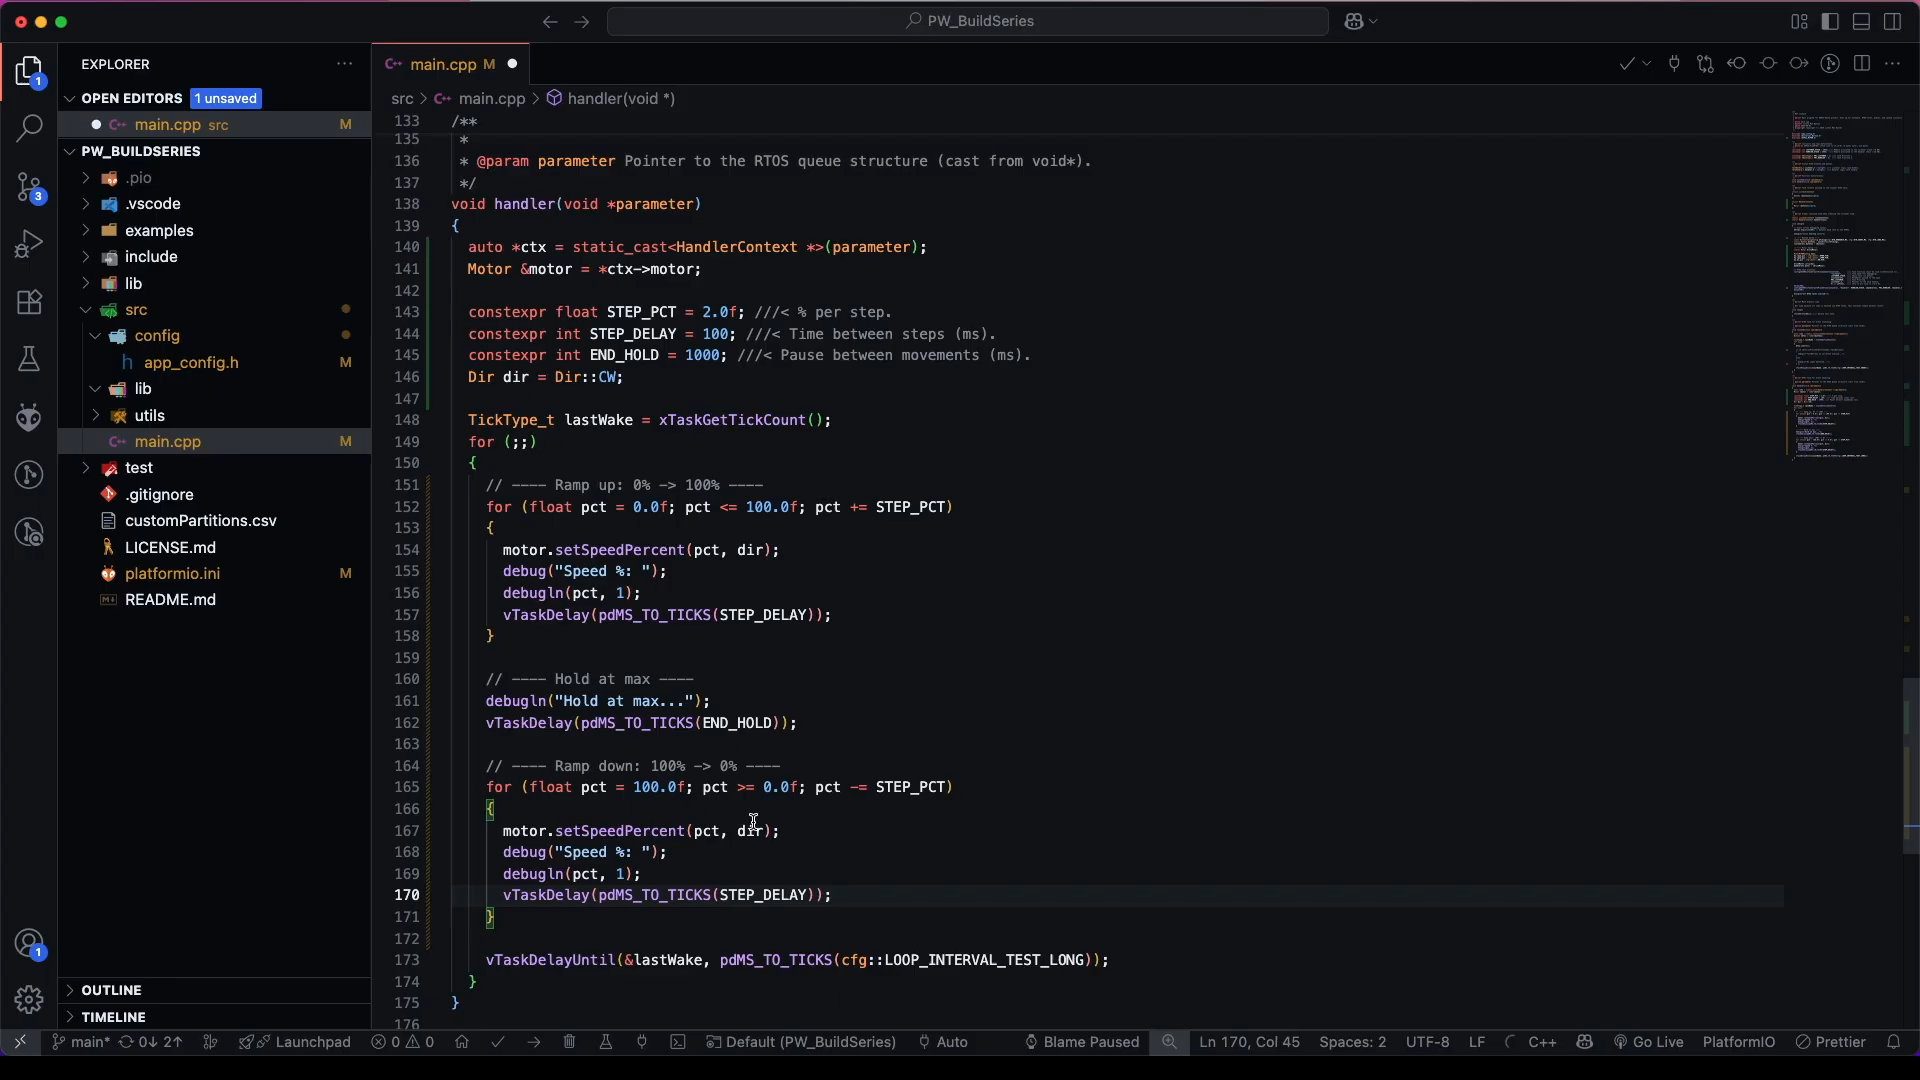 PW_BuildSeries
EXPLORER
OPEN EDITORS 1 unsaved
main.cpp src M
PW_BUILDSERIES
.pio
.vscode
examples
include
lib
src
config
app_config.h M
lib
utils
main.cpp M
test
.gitignore
customPartitions.csv
LICENSE.md
platformio.ini M
README.md
OUTLINE
TIMELINE
1
3
1
main.cpp M
src > main.cpp > handler(void *)
133 /**
135 *
136 * @param parameter Pointer to the RTOS queue structure (cast from void*).
137 */
138 void handler(void *parameter)
139 {
140 auto *ctx = static_cast<HandlerContext *>(parameter);
141 Motor &motor = *ctx->motor;
142
143 constexpr float STEP_PCT = 2.0f; ///< % per step.
144 constexpr int STEP_DELAY = 100; ///< Time between steps (ms).
145 constexpr int END_HOLD = 1000; ///< Pause between movements (ms).
146 Dir dir = Dir::CW;
147
148 TickType_t lastWake = xTaskGetTickCount();
149 for (;;)
150 {
151 // ---- Ramp up: 0% -> 100% ----
152 for (float pct = 0.0f; pct <= 100.0f; pct += STEP_PCT)
153 {
154 motor.setSpeedPercent(pct, dir);
155 debug("Speed %: ");
156 debugln(pct, 1);
157 vTaskDelay(pdMS_TO_TICKS(STEP_DELAY));
158 }
159
160 // ---- Hold at max ----
161 debugln("Hold at max...");
162 vTaskDelay(pdMS_TO_TICKS(END_HOLD));
163
164 // ---- Ramp down: 100% -> 0% ----
165 for (float pct = 100.0f; pct >= 0.0f; pct -= STEP_PCT)
166 {
167 motor.setSpeedPercent(pct, dir);
168 debug("Speed %: ");
169 debugln(pct, 1);
170 vTaskDelay(pdMS_TO_TICKS(STEP_DELAY));
171 }
172
173 vTaskDelayUntil(&lastWake, pdMS_TO_TICKS(cfg::LOOP_INTERVAL_TEST_LONG));
174 }
175 }
176
main* 0↓ 2↑ Launchpad 0 0 Default (PW_BuildSeries) Auto Blame Paused Ln 170, Col 45 Spaces: 2 UTF-8 LF C++ Go Live PlatformIO Prettier